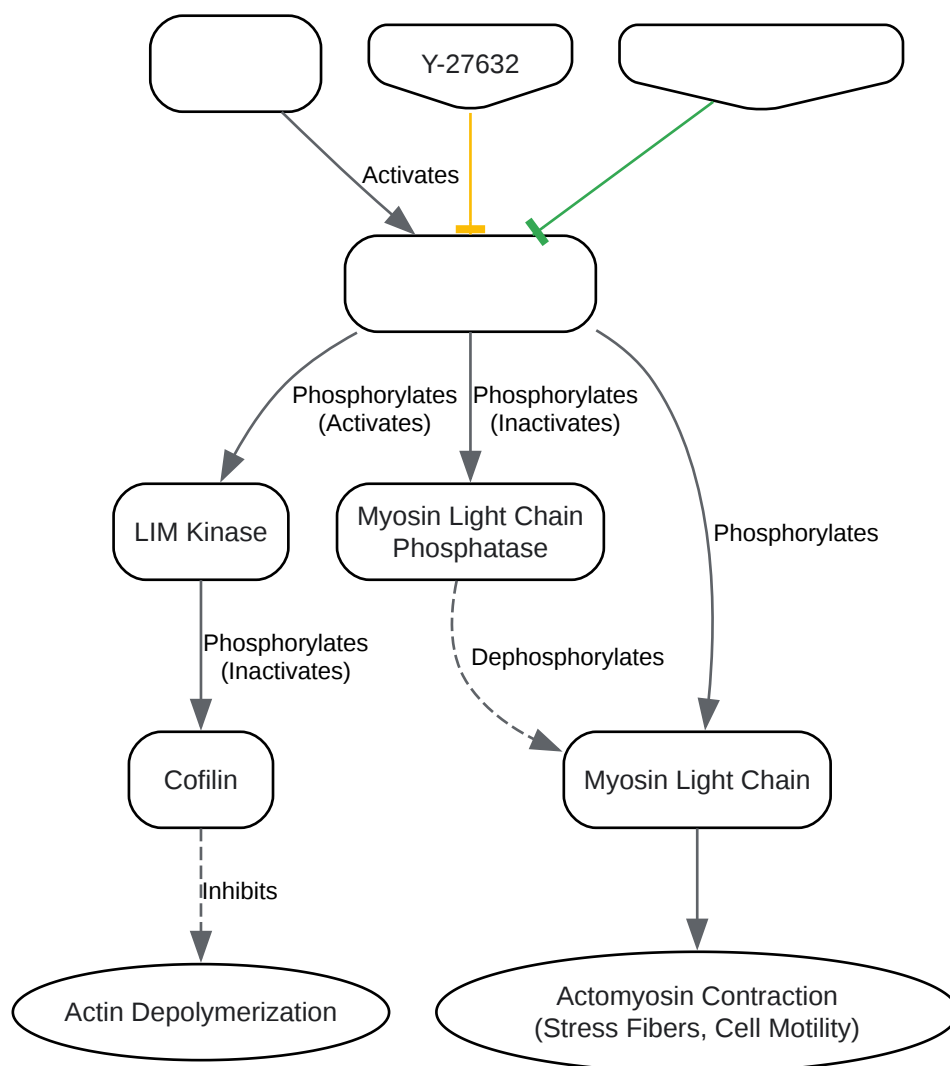 Y-27632
Activates
Phosphorylates
(Activates)
Phosphorylates
(Inactivates)
LIM Kinase
Myosin Light Chain
Phosphatase
Phosphorylates
Phosphorylates
(Inactivates)
Dephosphorylates
Cofilin
Myosin Light Chain
Inhibits
Actin Depolymerization
Actomyosin Contraction
(Stress Fibers, Cell Motility)